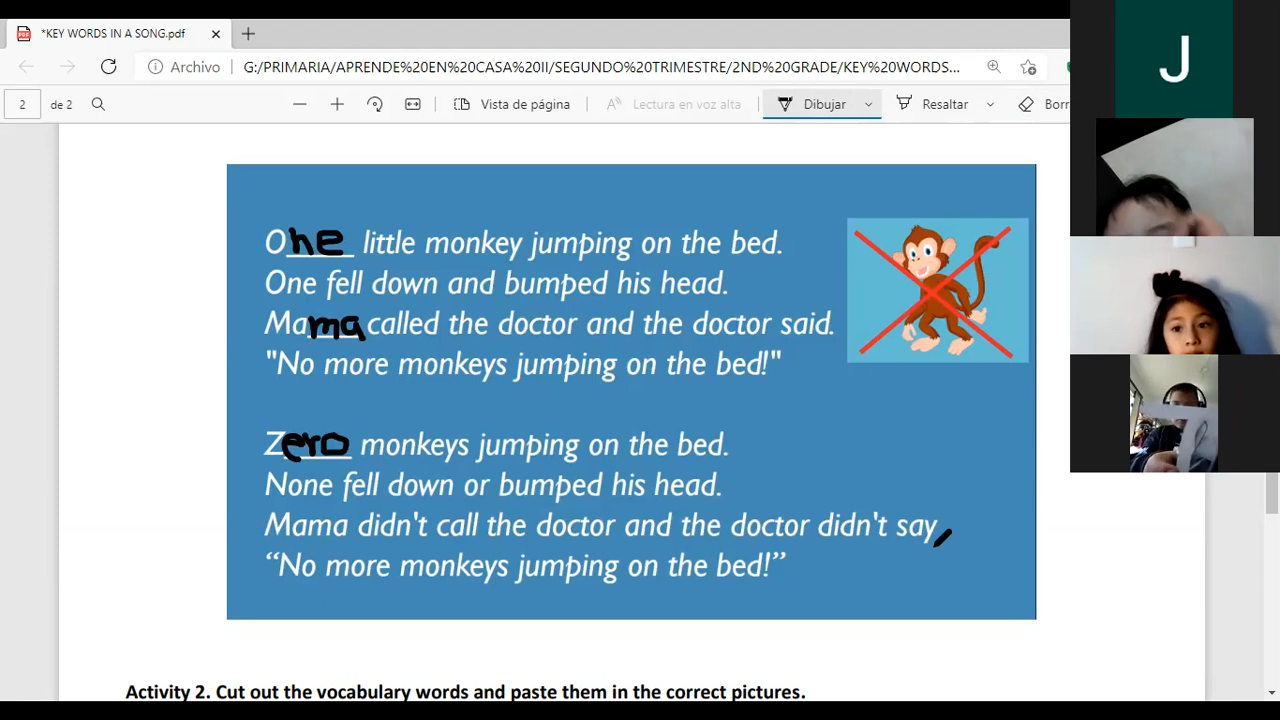 *KEY WORDS IN A SONG.pdf
Archivo G:/PRIMARIA/APRENDE%20EN%20CASA%20II/SEGUNDO%20TRIMESTRE/2ND%20GRADE/KEY%20WORDS...
2 de 2 Vista de página Lectura en voz alta Dibujar Resaltar Borr
J
One little monkey jumping on the bed.
One fell down and bumped his head.
Mama called the doctor and the doctor said.
"No more monkeys jumping on the bed!"
Zero monkeys jumping on the bed.
None fell down or bumped his head.
Mama didn't call the doctor and the doctor didn't say,
“No more monkeys jumping on the bed!”
Activity 2. Cut out the vocabulary words and paste them in the correct pictures.